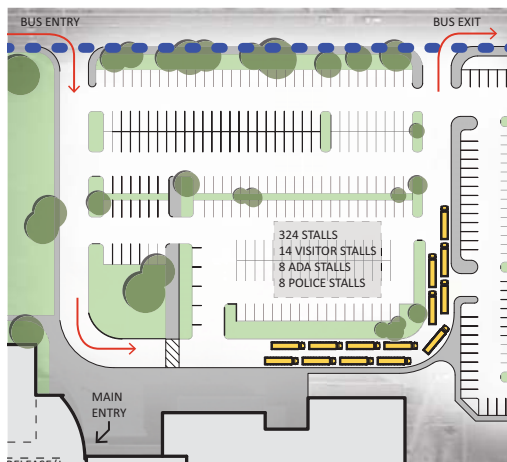 BUS ENTRY
BUS EXIT
324 STALLS
14 VISITOR STALLS
8 ADA STALLS
8 POLICE STALLS
MAIN
ENTRY